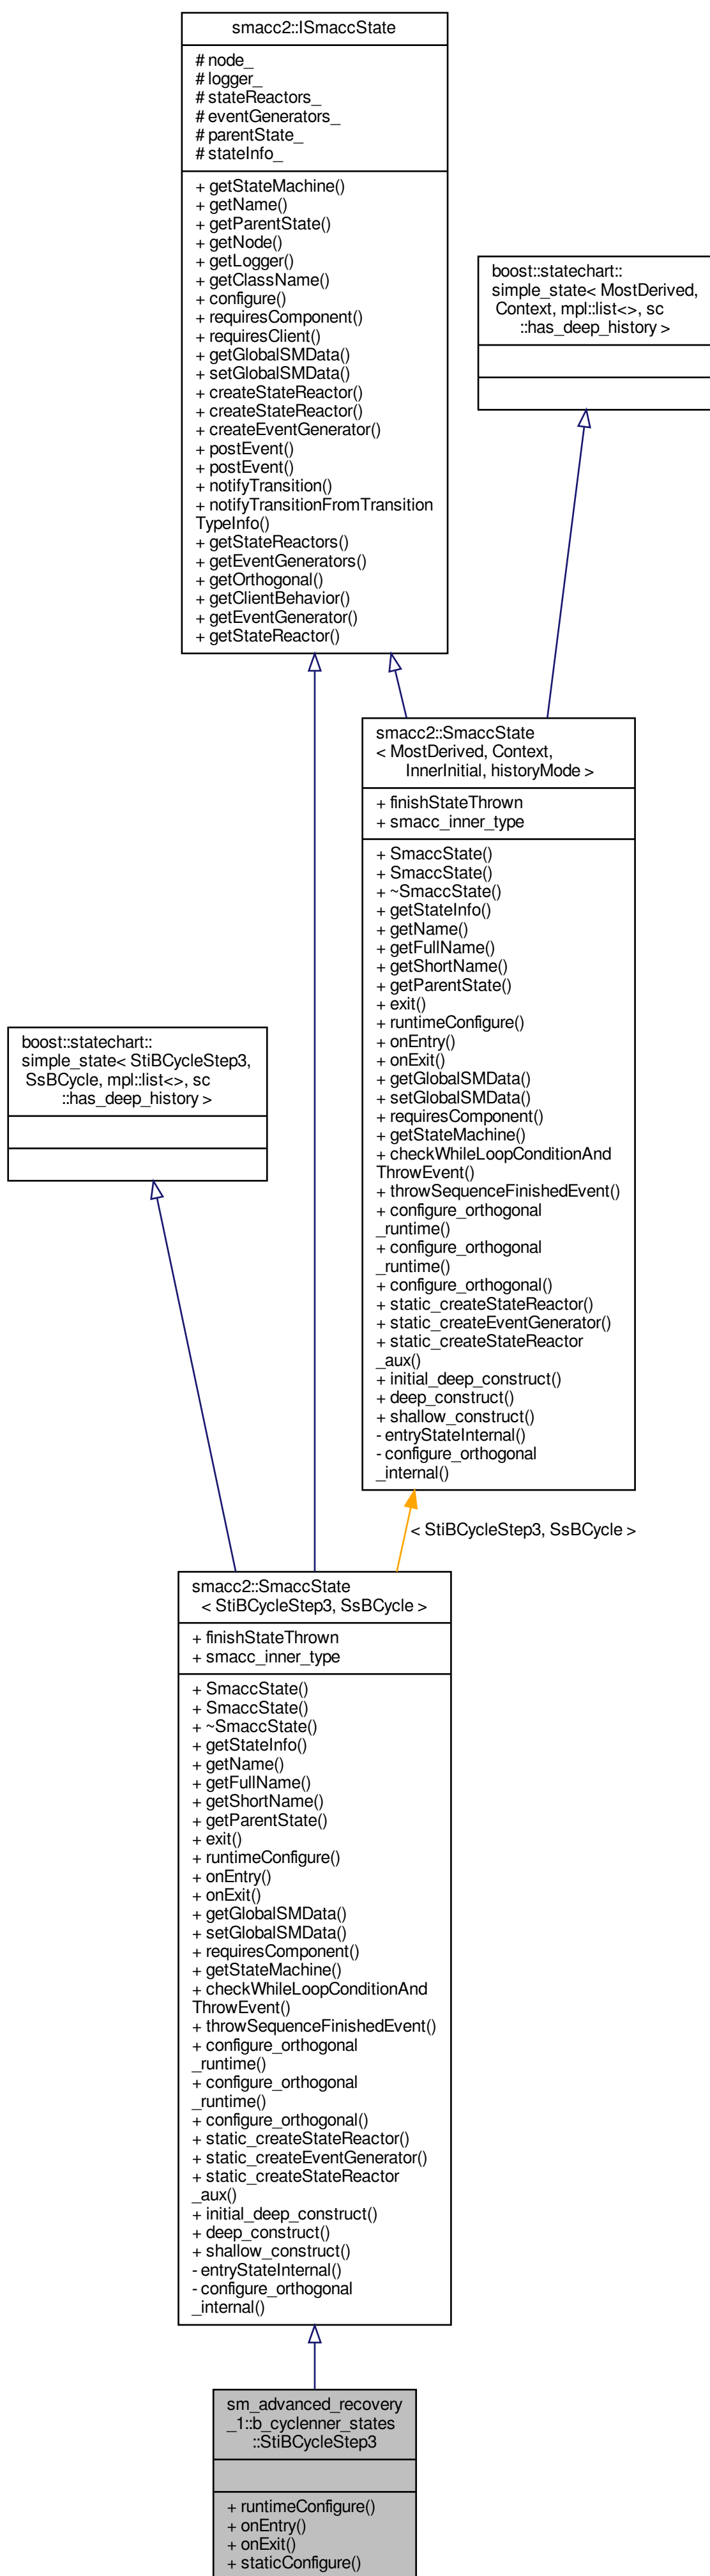 smacc2::ISmaccState
# node_
# logger_
# stateReactors_
# eventGenerators_
# parentState_
# stateInfo_
+ getStateMachine()
+ getName()
+ getParentState()
+ getNode()
+ getLogger()
+ getClassName()
+ configure()
+ requiresComponent()
+ requiresClient()
+ getGlobalSMData()
+ setGlobalSMData()
+ createStateReactor()
+ createStateReactor()
+ createEventGenerator()
+ postEvent()
+ postEvent()
+ notifyTransition()
+ notifyTransitionFromTransition
TypeInfo()
+ getStateReactors()
+ getEventGenerators()
+ getOrthogonal()
+ getClientBehavior()
+ getEventGenerator()
+ getStateReactor()
boost::statechart::
simple_state< MostDerived,
Context, mpl::list<>, sc
::has_deep_history >
smacc2::SmaccState
< MostDerived, Context,
InnerInitial, historyMode >
+ finishStateThrown
+ smacc_inner_type
+ SmaccState()
+ SmaccState()
+ ~SmaccState()
+ getStateInfo()
+ getName()
+ getFullName()
+ getShortName()
+ getParentState()
+ exit()
+ runtimeConfigure()
+ onEntry()
+ onExit()
+ getGlobalSMData()
+ setGlobalSMData()
+ requiresComponent()
+ getStateMachine()
+ checkWhileLoopConditionAnd
ThrowEvent()
+ throwSequenceFinishedEvent()
+ configure_orthogonal
_runtime()
+ configure_orthogonal
_runtime()
+ configure_orthogonal()
+ static_createStateReactor()
+ static_createEventGenerator()
+ static_createStateReactor
_aux()
+ initial_deep_construct()
+ deep_construct()
+ shallow_construct()
- entryStateInternal()
- configure_orthogonal
_internal()
boost::statechart::
simple_state< StiBCycleStep3,
SsBCycle, mpl::list<>, sc
::has_deep_history >
< StiBCycleStep3, SsBCycle >
smacc2::SmaccState
< StiBCycleStep3, SsBCycle >
+ finishStateThrown
+ smacc_inner_type
+ SmaccState()
+ SmaccState()
+ ~SmaccState()
+ getStateInfo()
+ getName()
+ getFullName()
+ getShortName()
+ getParentState()
+ exit()
+ runtimeConfigure()
+ onEntry()
+ onExit()
+ getGlobalSMData()
+ setGlobalSMData()
+ requiresComponent()
+ getStateMachine()
+ checkWhileLoopConditionAnd
ThrowEvent()
+ throwSequenceFinishedEvent()
+ configure_orthogonal
_runtime()
+ configure_orthogonal
_runtime()
+ configure_orthogonal()
+ static_createStateReactor()
+ static_createEventGenerator()
+ static_createStateReactor
_aux()
+ initial_deep_construct()
+ deep_construct()
+ shallow_construct()
- entryStateInternal()
- configure_orthogonal
_internal()
sm_advanced_recovery
_1::b_cyclenner_states
::StiBCycleStep3
+ runtimeConfigure()
+ onEntry()
+ onExit()
+ staticConfigure()